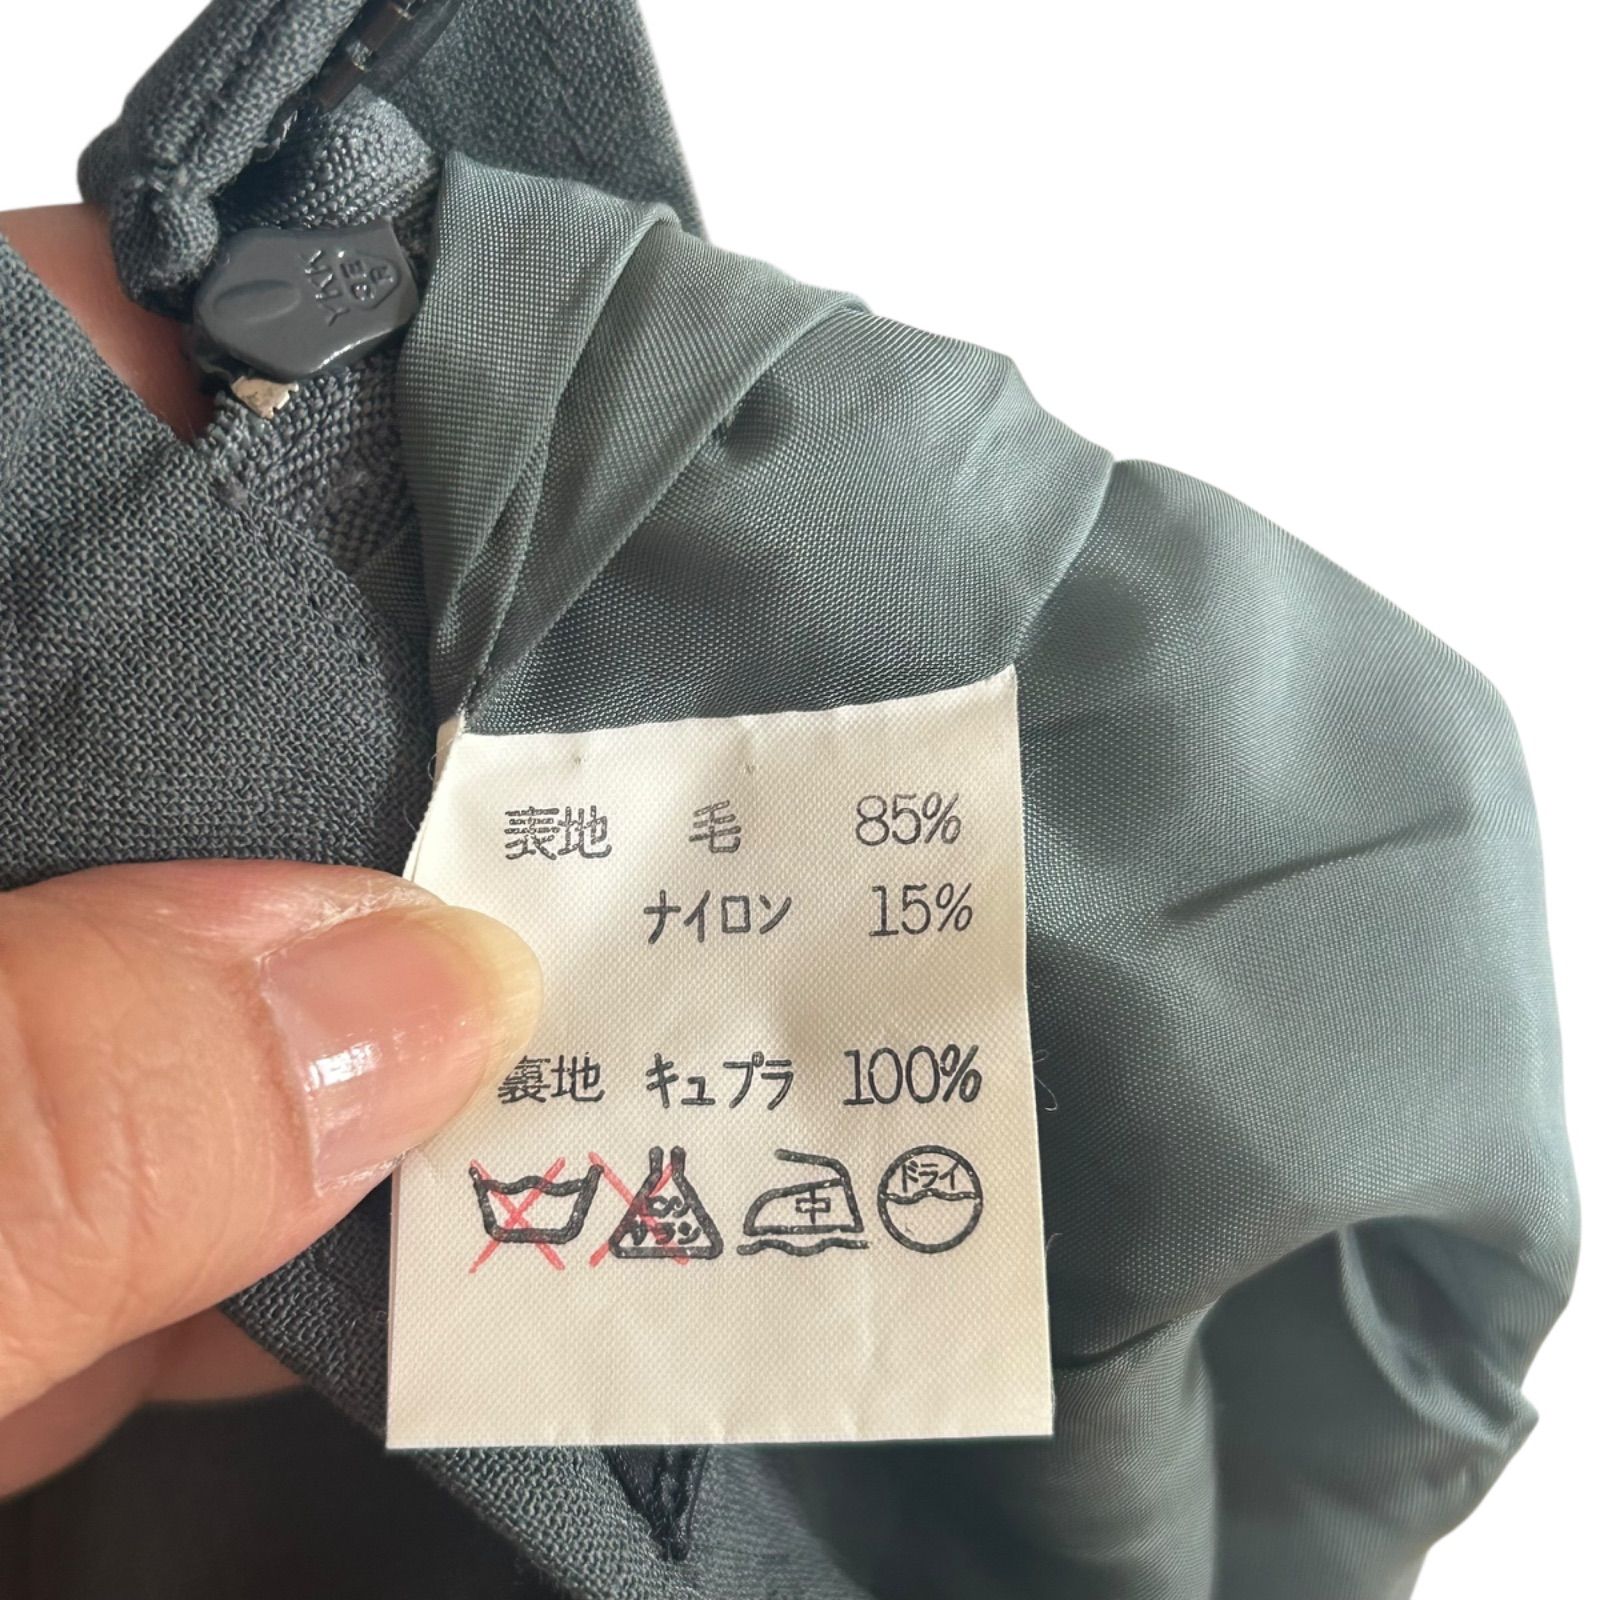 表地 毛 85%
ナイロン 15%
裏地 キュプラ 100%
中 ドライ